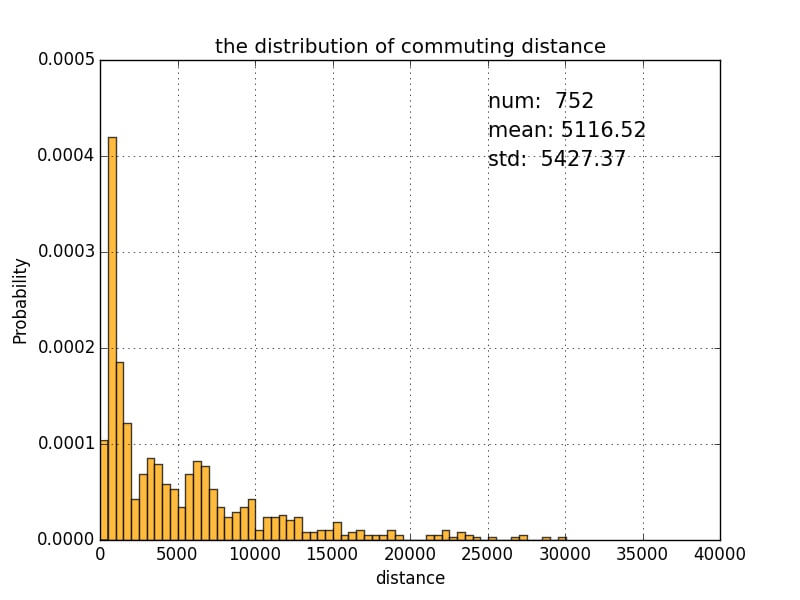 the distribution of commuting distance
num: 752
mean: 5116.52
std: 5427.37
Probability
0.0005
0.0004
0.0003
0.0002
0.0001
0.0000
0 5000 10000 15000 20000 25000 30000 35000 40000
distance